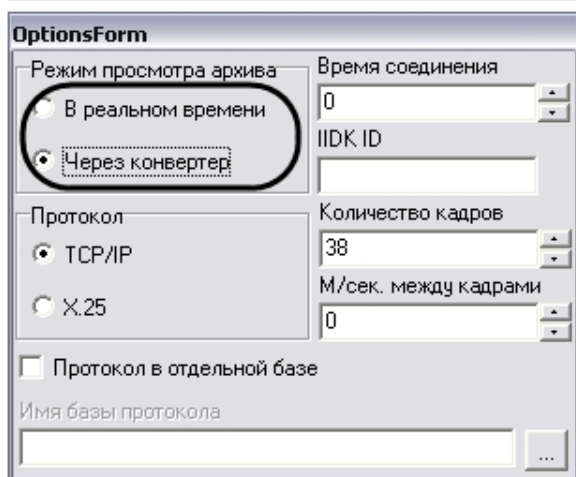 OptionsForm
Режим просмотра архива
В реальном времени
Через конвертер
Время соединения
0
IIDK ID
Протокол
TCP/IP
X.25
Количество кадров
38
М/сек. между кадрами
0
Протокол в отдельной базе
Имя базы протокола
...